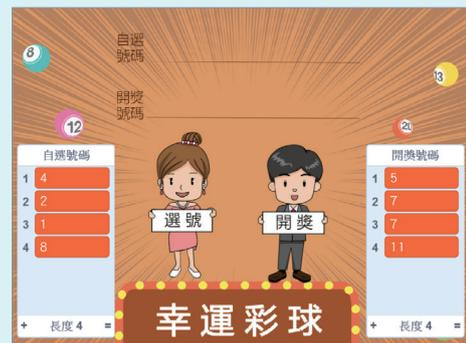 自選
號碼
開獎
號碼
8
13
12
20
自選號碼
1 4
2 2
3 1
4 8
+ 長度 4 =
選號
開獎
開獎號碼
1 5
2 7
3 7
4 11
+ 長度 4 =
幸運彩球